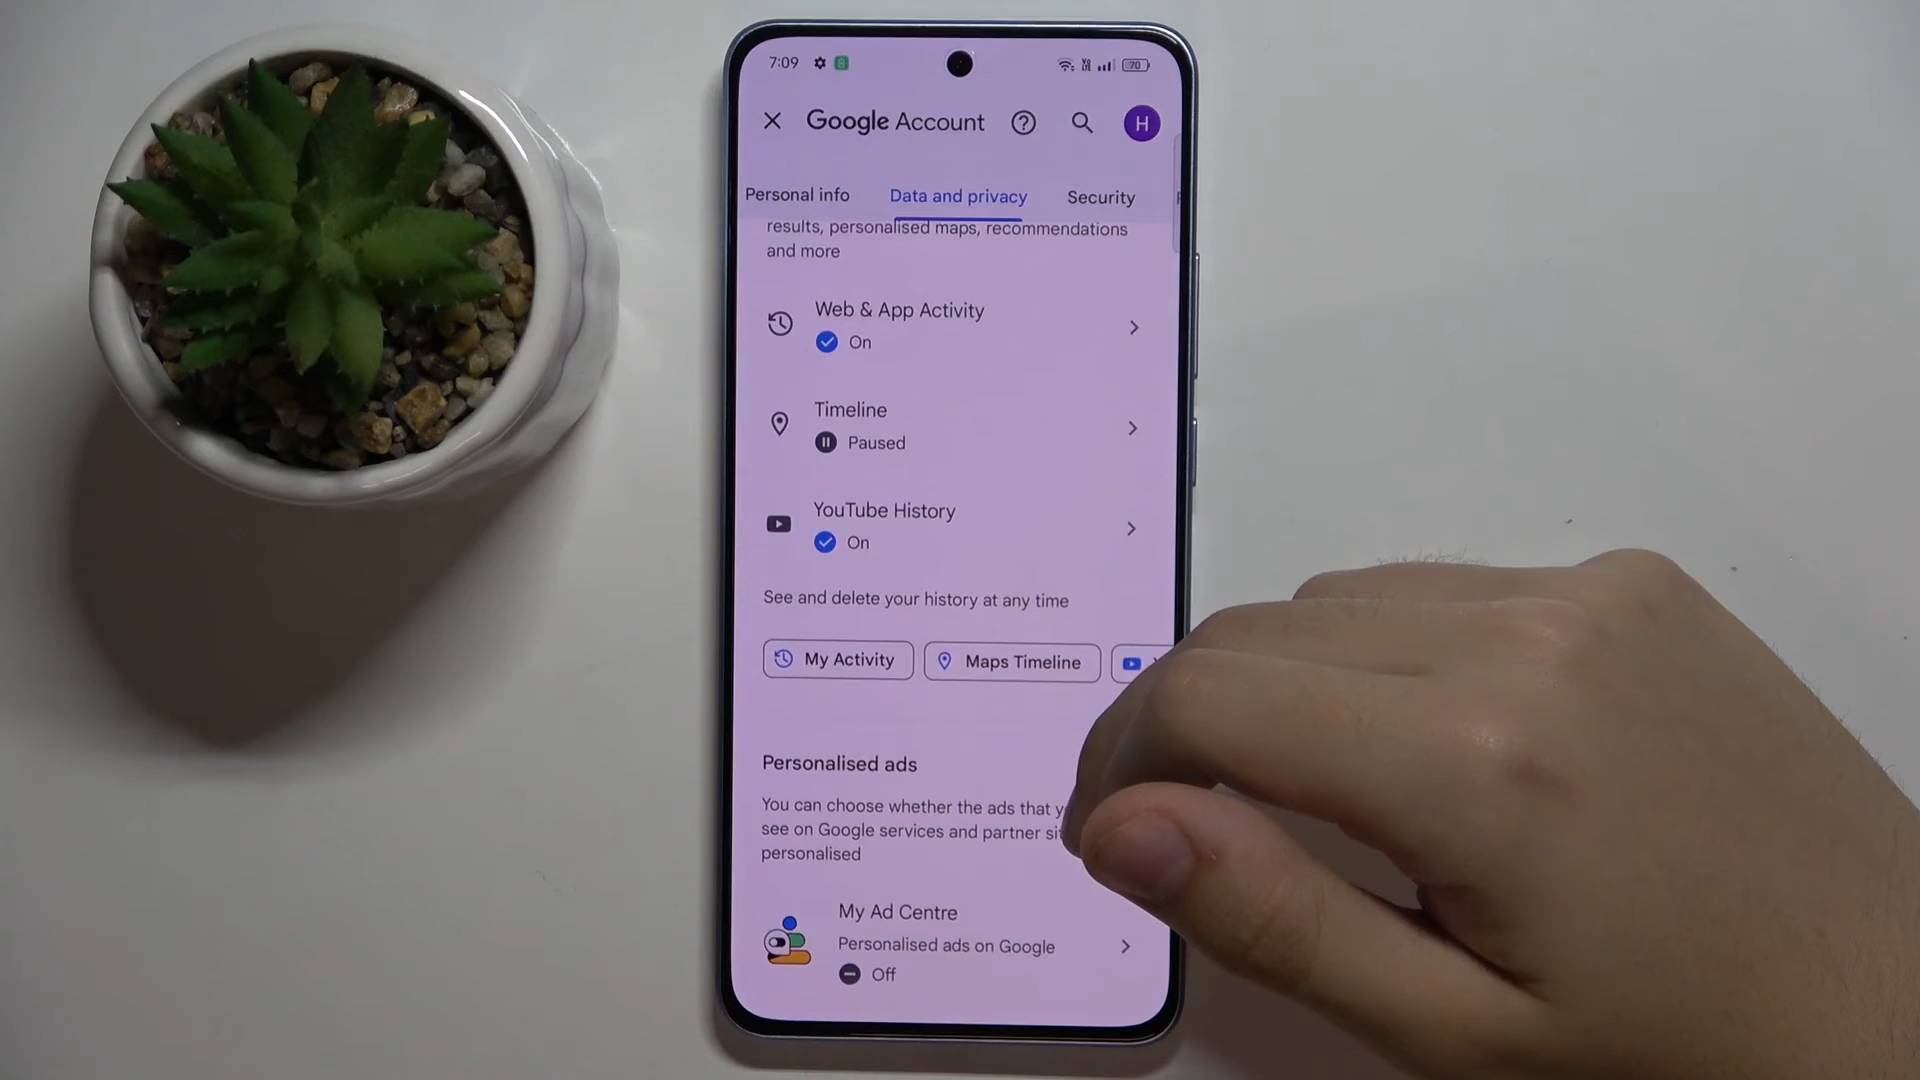 7:09
70
Google Account
H
Personal info Data and privacy Security
results, personalised maps, recommendations
and more
Web & App Activity
On
Timeline
Paused
YouTube History
On
See and delete your history at any time
My Activity Maps Timeline
Personalised ads
You can choose whether the ads that
see on Google services and partner
personalised
My Ad Centre
Personalised ads on Google
Off